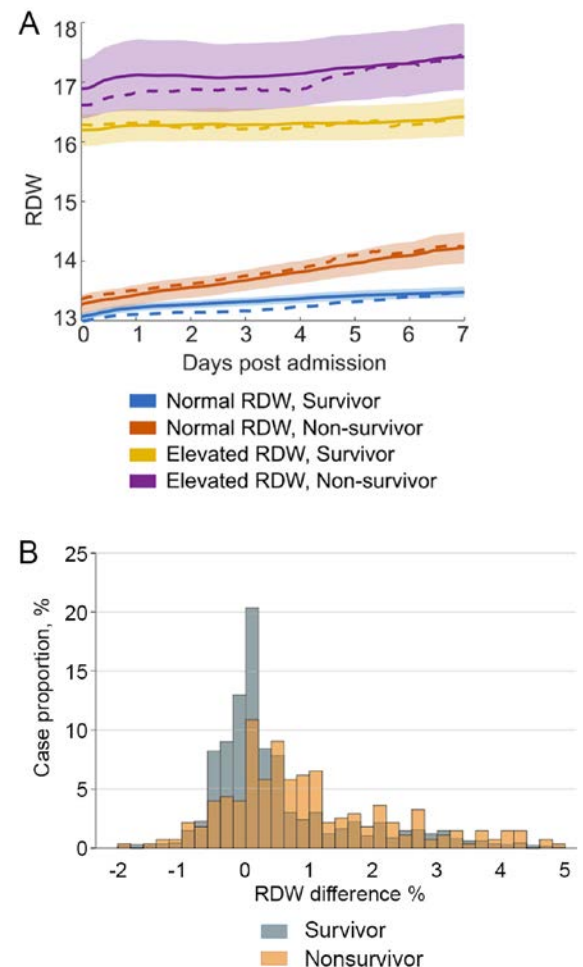 A
18
17
16
15
14
13
RDW
0 1 2 3 4 5 6 7
Days post admission
Normal RDW, Survivor
Normal RDW, Non-survivor
Elevated RDW, Survivor
Elevated RDW, Non-survivor
B
25
20
15
10
5
0
Case proportion, %
-2 -1 0 1 2 3 4 5
RDW difference %
Survivor
Nonsurvivor